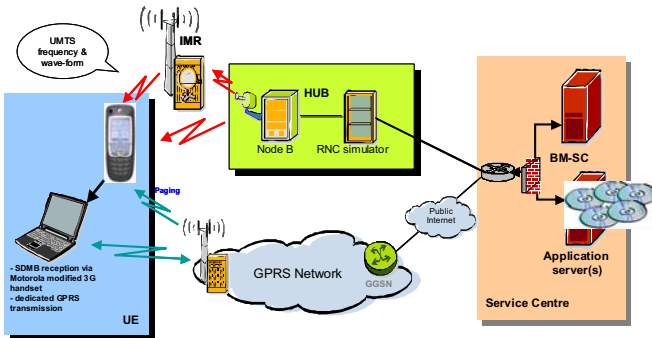 UMTS
frequency &
wave-form
IMR
HUB
Node B
RNC simulator
BM-SC
Paging
Public
Internet
GPRS Network
GGSN
Application
server(s)
- SDMB reception via
Motorola modified 3G
handset
- dedicated GPRS
transmission
UE
Service Centre